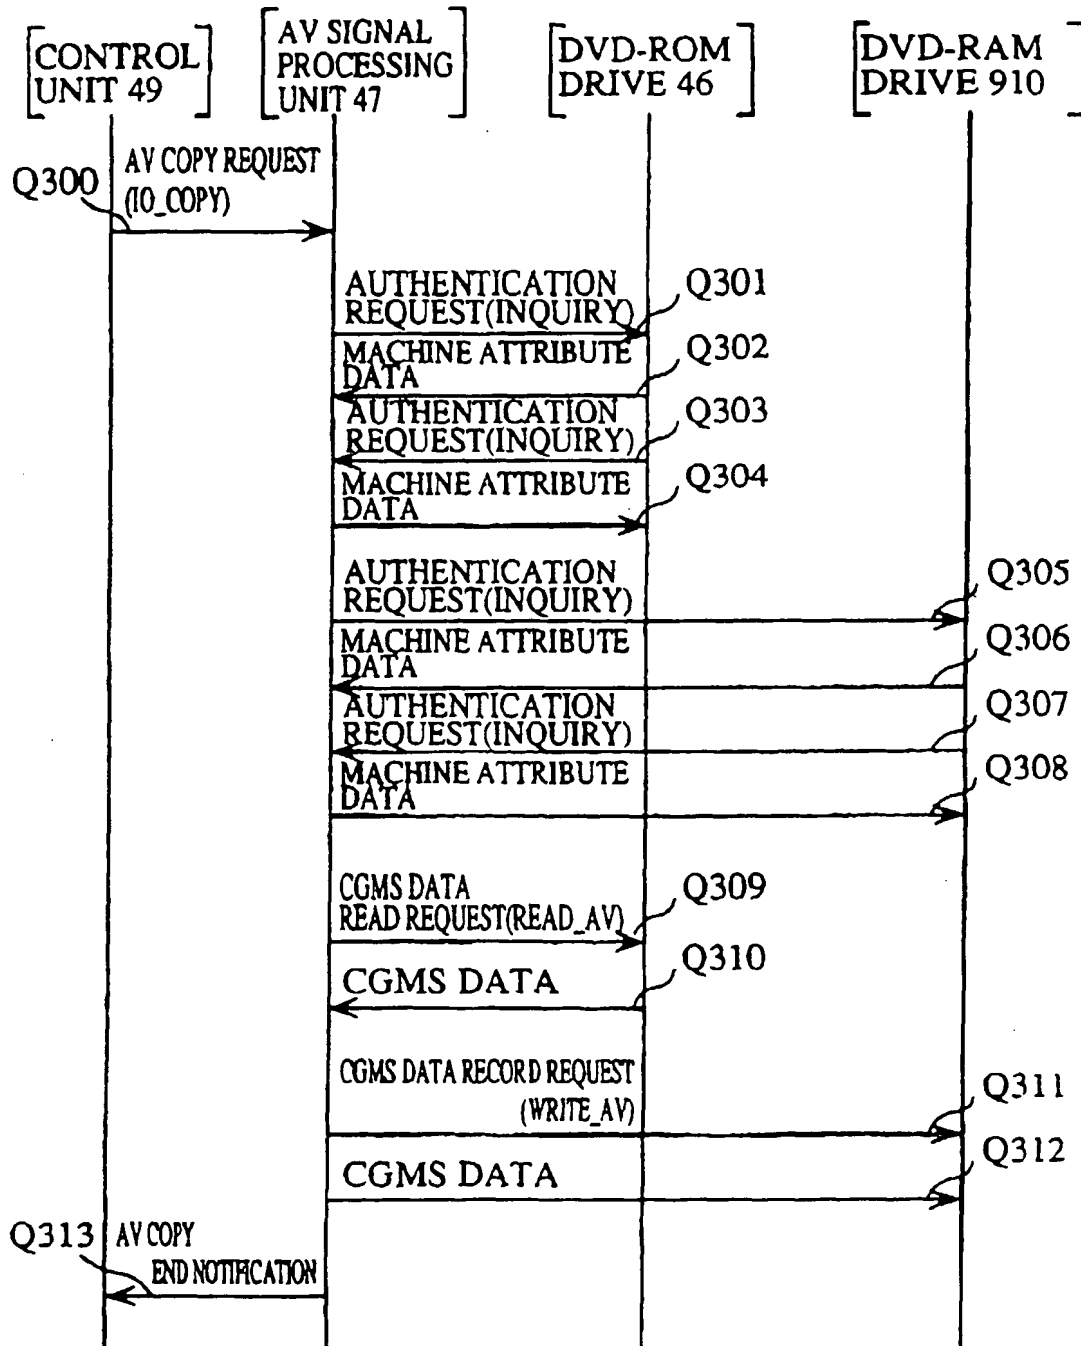 CONTROL
UNIT 49
AV SIGNAL
PROCESSING
UNIT 47
DVD-ROM
DRIVE 46
DVD-RAM
DRIVE 910
Q300
AV COPY REQUEST
(IO_COPY)
AUTHENTICATION
REQUEST(INQUIRY)
Q301
MACHINE ATTRIBUTE
DATA
Q302
AUTHENTICATION
REQUEST(INQUIRY)
Q303
MACHINE ATTRIBUTE
DATA
Q304
AUTHENTICATION
REQUEST(INQUIRY)
Q305
MACHINE ATTRIBUTE
DATA
Q306
AUTHENTICATION
REQUEST(INQUIRY)
Q307
MACHINE ATTRIBUTE
DATA
Q308
CGMS DATA
READ REQUEST(READ_AV)
Q309
CGMS DATA
Q310
CGMS DATA RECORD REQUEST
(WRITE_AV)
Q311
CGMS DATA
Q312
Q313
AV COPY
END NOTIFICATION